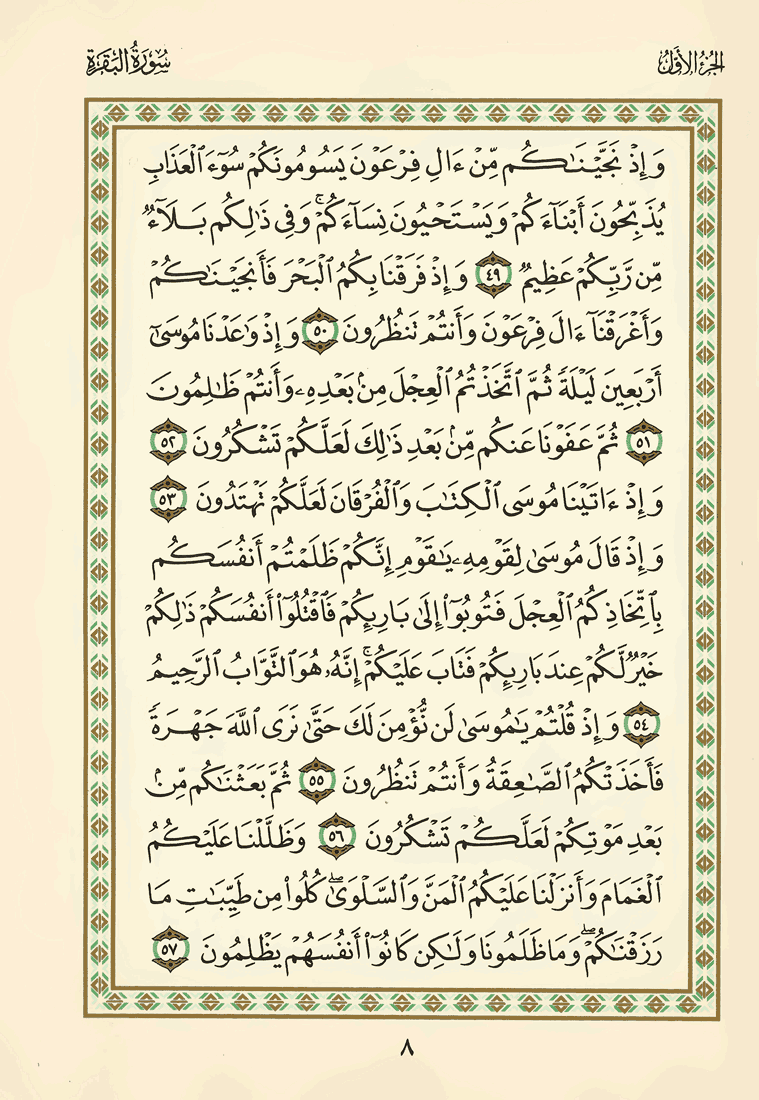 الجزء الأول
سورة البقرة
وَإِذْ نَجَّيْنَٰكُم مِّنْ ءَالِ فِرْعَوْنَ يَسُومُونَكُمْ سُوٓءَ ٱلْعَذَابِ
يُذَبِّحُونَ أَبْنَآءَكُمْ وَيَسْتَحْيُونَ نِسَآءَكُمْ ۚ وَفِى ذَٰلِكُم بَلَآءٌ
مِّن رَّبِّكُمْ عَظِيمٌ ٤٩ وَإِذْ فَرَقْنَا بِكُمُ ٱلْبَحْرَ فَأَنجَيْنَٰكُمْ
وَأَغْرَقْنَآ ءَالَ فِرْعَوْنَ وَأَنتُمْ تَنظُرُونَ ٥٠ وَإِذْ وَٰعَدْنَا مُوسَىٰٓ
أَرْبَعِينَ لَيْلَةً ثُمَّ ٱتَّخَذْتُمُ ٱلْعِجْلَ مِنۢ بَعْدِهِۦ وَأَنتُمْ ظَٰلِمُونَ
٥١ ثُمَّ عَفَوْنَا عَنكُم مِّنۢ بَعْدِ ذَٰلِكَ لَعَلَّكُمْ تَشْكُرُونَ ٥٢
وَإِذْ ءَاتَيْنَا مُوسَى ٱلْكِتَٰبَ وَٱلْفُرْقَانَ لَعَلَّكُمْ تَهْتَدُونَ ٥٣
وَإِذْ قَالَ مُوسَىٰ لِقَوْمِهِۦ يَٰقَوْمِ إِنَّكُمْ ظَلَمْتُمْ أَنفُسَكُم
بِٱتِّخَاذِكُمُ ٱلْعِجْلَ فَتُوبُوٓا۟ إِلَىٰ بَارِئِكُمْ فَٱقْتُلُوٓا۟ أَنفُسَكُمْ ذَٰلِكُمْ
خَيْرٌ لَّكُمْ عِندَ بَارِئِكُمْ فَتَابَ عَلَيْكُمْ ۚ إِنَّهُۥ هُوَ ٱلتَّوَّابُ ٱلرَّحِيمُ
٥٤ وَإِذْ قُلْتُمْ يَٰمُوسَىٰ لَن نُّؤْمِنَ لَكَ حَتَّىٰ نَرَى ٱللَّهَ جَهْرَةً
فَأَخَذَتْكُمُ ٱلصَّٰعِقَةُ وَأَنتُمْ تَنظُرُونَ ٥٥ ثُمَّ بَعَثْنَٰكُم مِّنۢ
بَعْدِ مَوْتِكُمْ لَعَلَّكُمْ تَشْكُرُونَ ٥٦ وَظَلَّلْنَا عَلَيْكُمُ
ٱلْغَمَامَ وَأَنزَلْنَا عَلَيْكُمُ ٱلْمَنَّ وَٱلسَّلْوَىٰ ۖ كُلُوا۟ مِن طَيِّبَٰتِ مَا
رَزَقْنَٰكُمْ ۖ وَمَا ظَلَمُونَا وَلَٰكِن كَانُوٓا۟ أَنفُسَهُمْ يَظْلِمُونَ ٥٧
٨